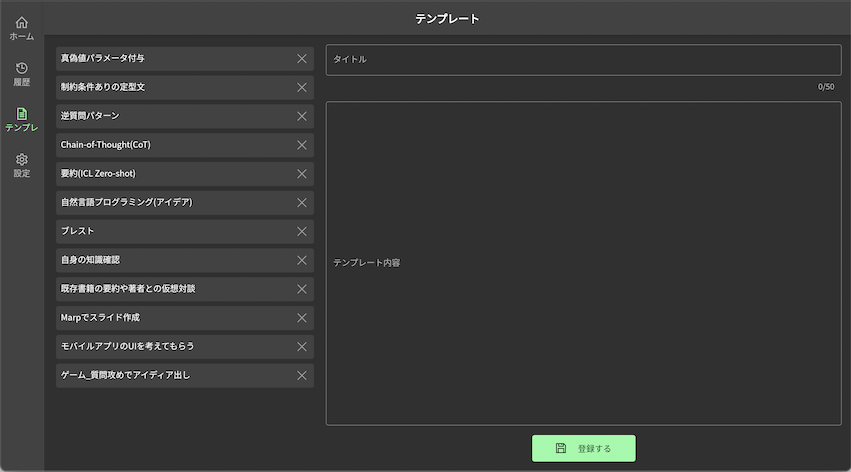 テンプレート
ホーム
履歴
テンプレ
設定
真偽値パラメータ付与
制約条件ありの定型文
逆質問パターン
Chain-of-Thought(CoT)
要約(ICL Zero-shot)
自然言語プログラミング(アイデア)
ブレスト
自身の知識確認
既存書籍の要約や著者との仮想対談
Marpでスライド作成
モバイルアプリのUIを考えてもらう
ゲーム_質問攻めでアイディア出し
タイトル
0/50
テンプレート内容
登録する